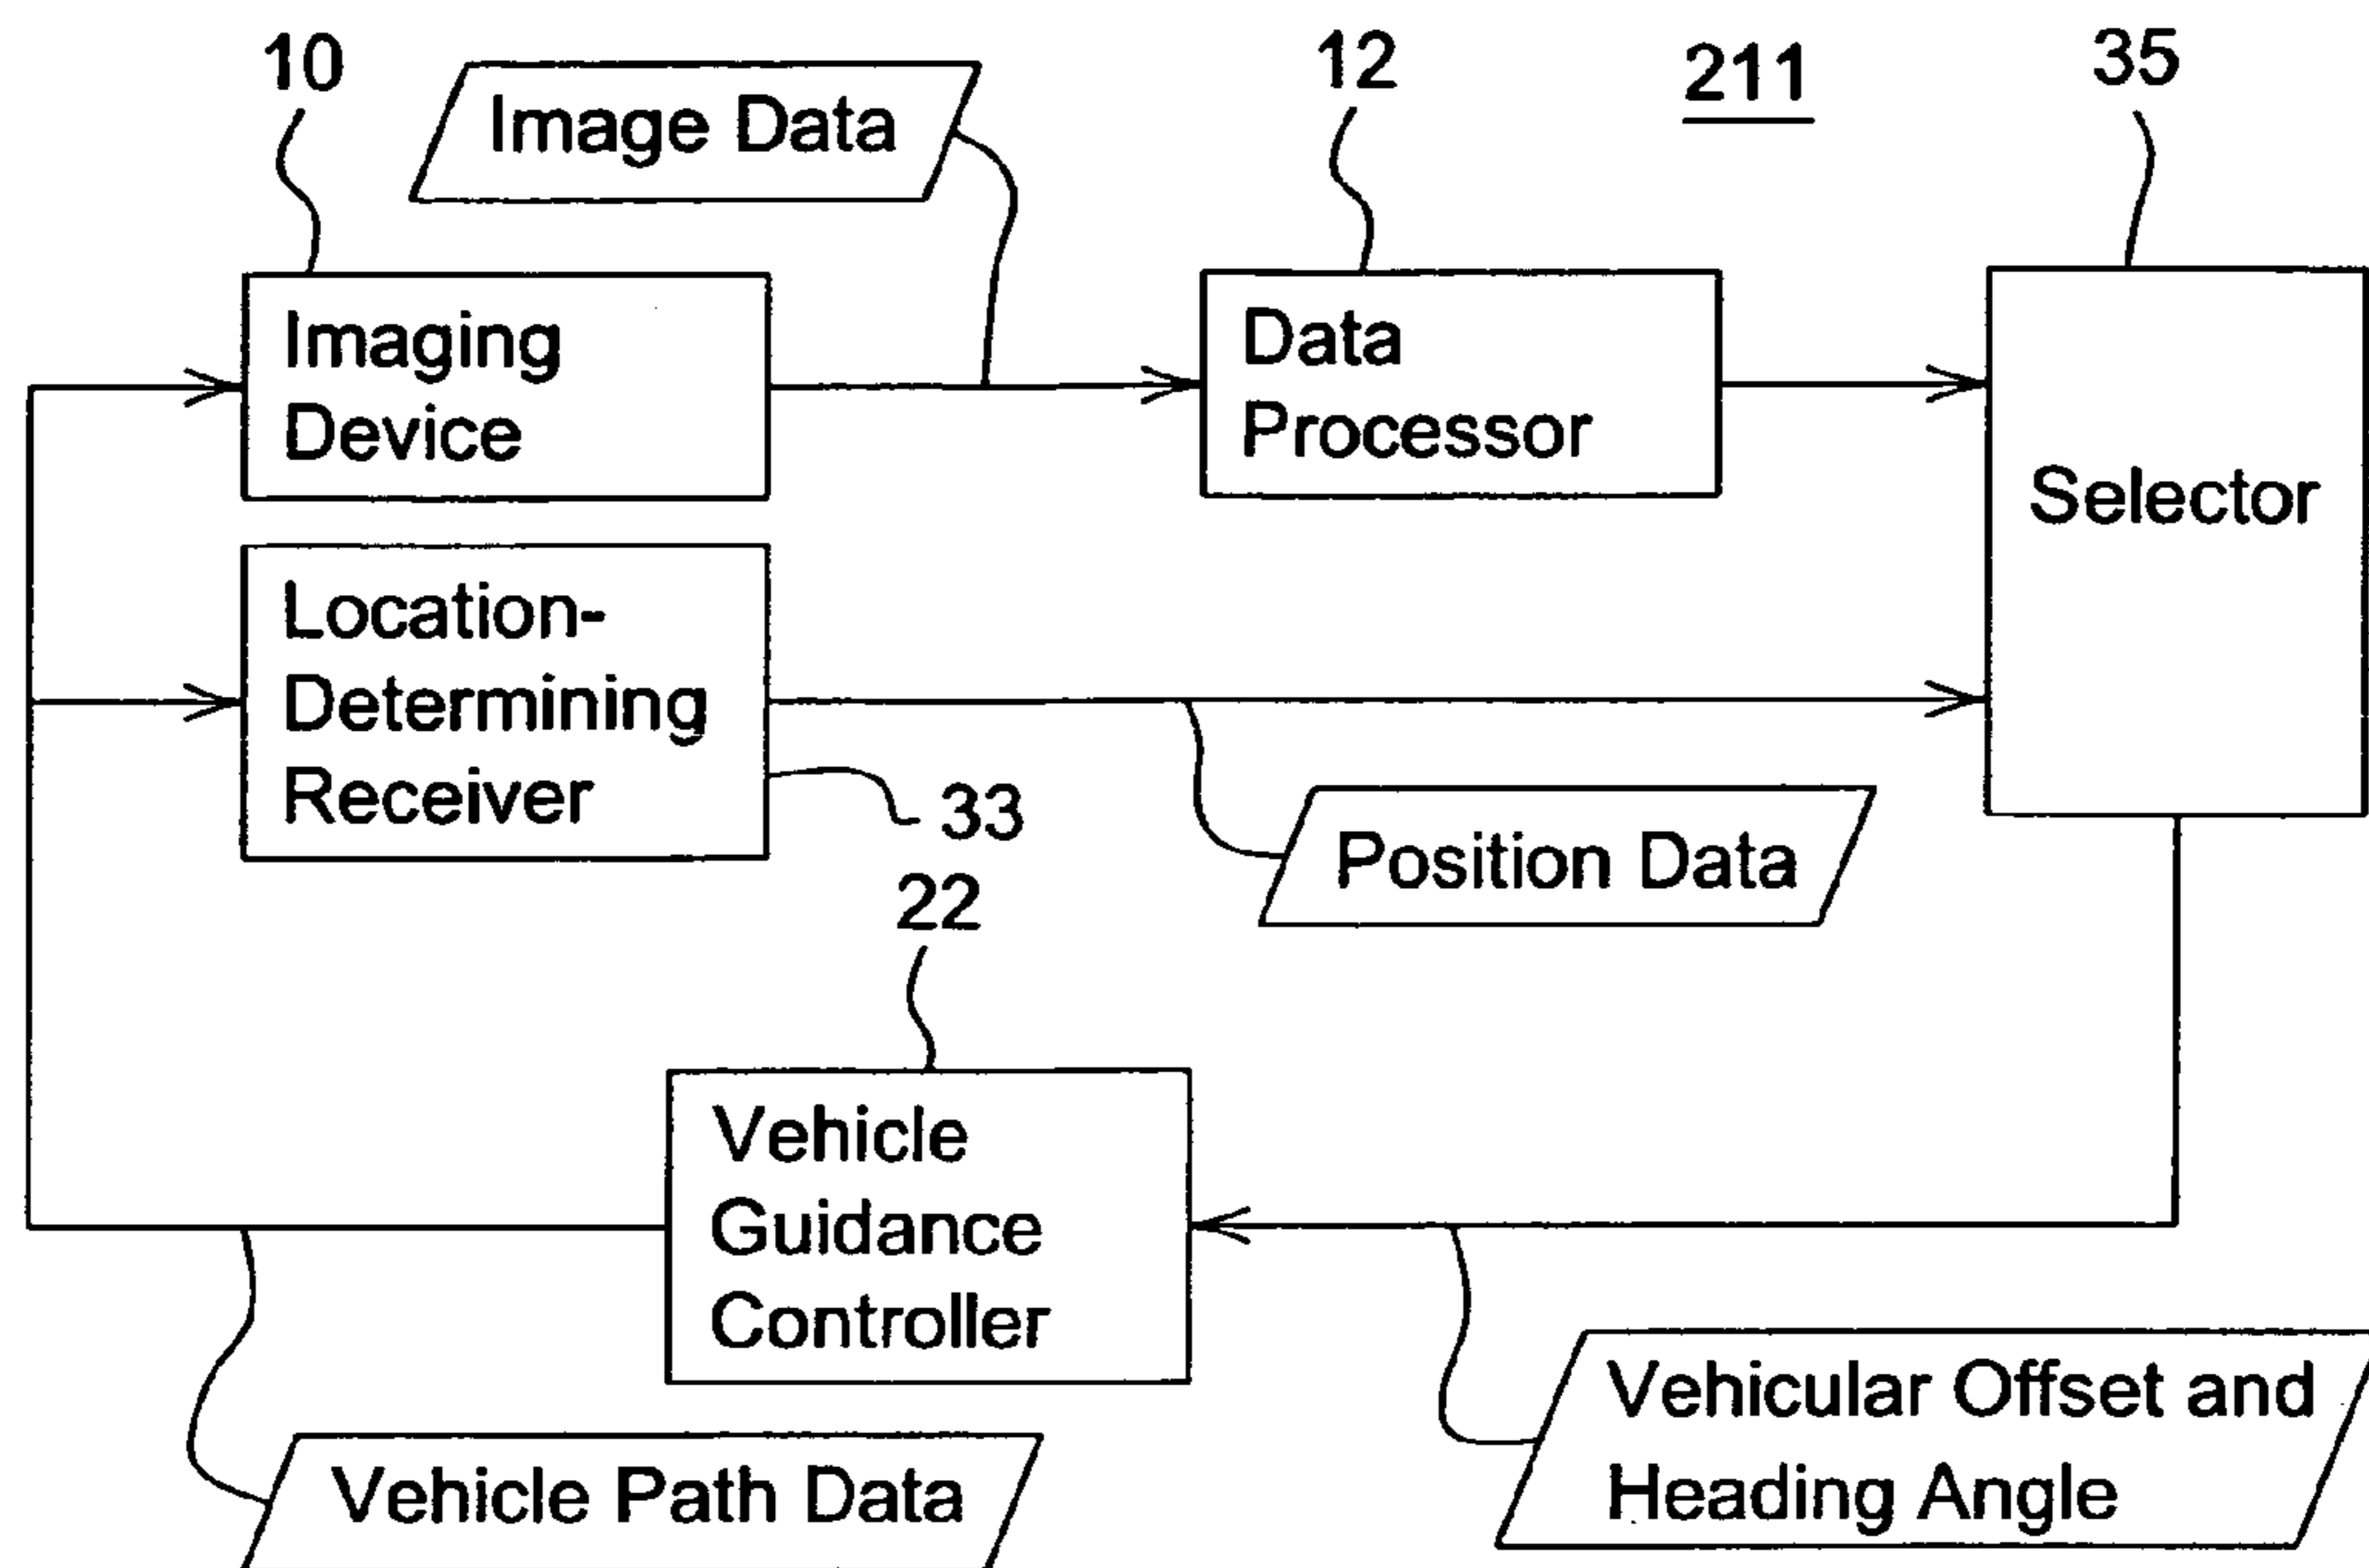 10
Image Data
12
211
35
Imaging
Device
Data
Processor
Selector
Location-
Determining
Receiver
33
Position Data
22
Vehicle
Guidance
Controller
Vehicular Offset and
Heading Angle
Vehicle Path Data